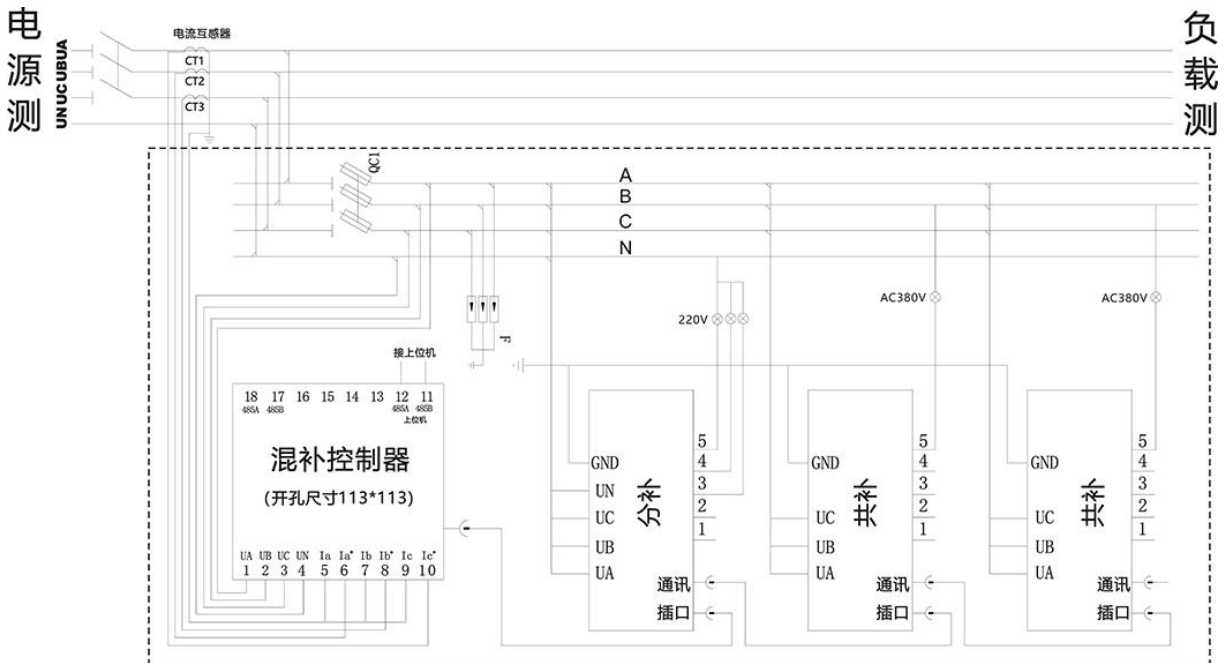 电源测
负载测
UA
UB
UC
UN
电流互感器
CT1
CT2
CT3
QC1
A
B
C
N
AC380V
AC380V
220V
F
接上位机
18 17 16 15 14 13 12 11
485A 485B 485A 485B
上位机
混补控制器
(开孔尺寸113*113)
UA UB UC UN Ia Ia* Ib Ib* Ic Ic*
1 2 3 4 5 6 7 8 9 10
GND
UN
UC
UB
UA
分补
5
4
3
2
1
通讯
插口
GND
UC
UB
UA
共补
5
4
3
2
1
通讯
插口
GND
UC
UB
UA
共补
5
4
3
2
1
通讯
插口